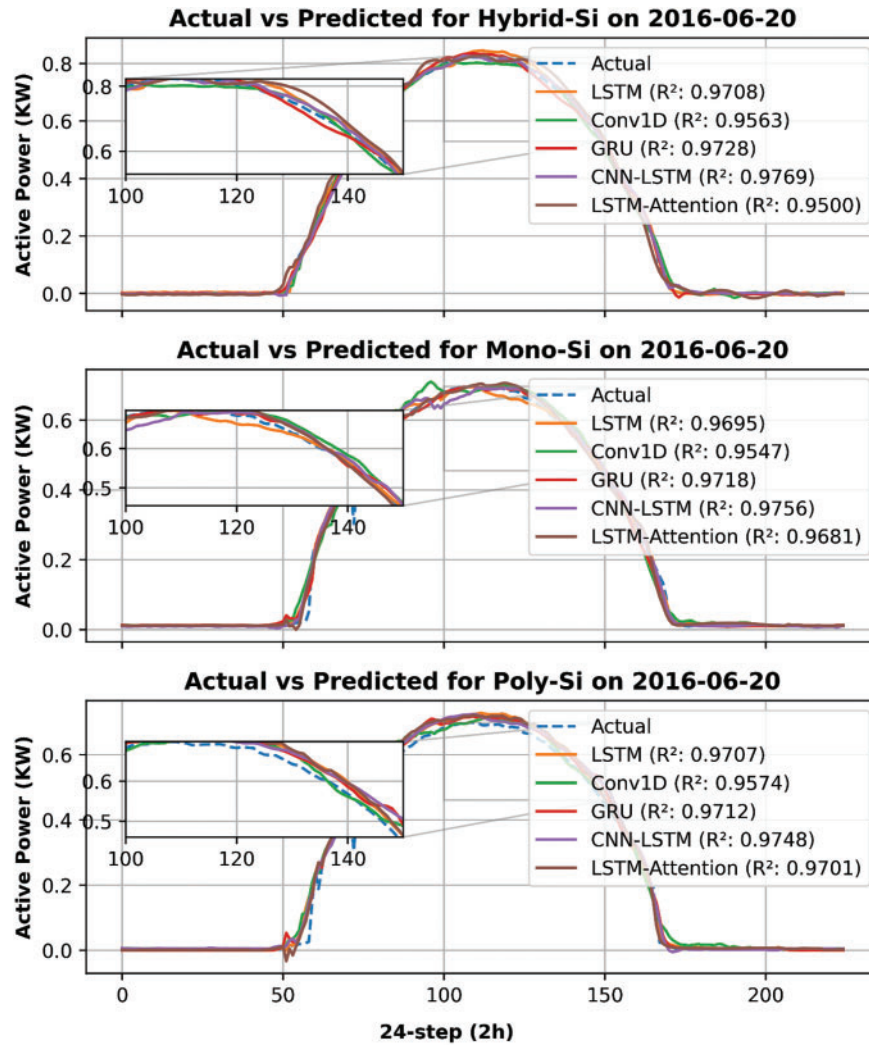 Actual vs Predicted for Hybrid-Si on 2016-06-20
Active Power (KW)
0.8
0.6
0.4
0.2
0.0
0.8
0.6
100
120
140
Actual
LSTM (R²: 0.9708)
Conv1D (R²: 0.9563)
GRU (R²: 0.9728)
CNN-LSTM (R²: 0.9769)
LSTM-Attention (R²: 0.9500)
Actual vs Predicted for Mono-Si on 2016-06-20
Active Power (KW)
0.6
0.4
0.2
0.0
0.6
0.5
100
120
140
Actual
LSTM (R²: 0.9695)
Conv1D (R²: 0.9547)
GRU (R²: 0.9718)
CNN-LSTM (R²: 0.9756)
LSTM-Attention (R²: 0.9681)
Actual vs Predicted for Poly-Si on 2016-06-20
Active Power (KW)
0.6
0.4
0.2
0.0
0.6
0.5
100
120
140
Actual
LSTM (R²: 0.9707)
Conv1D (R²: 0.9574)
GRU (R²: 0.9712)
CNN-LSTM (R²: 0.9748)
LSTM-Attention (R²: 0.9701)
0
50
100
150
200
24-step (2h)